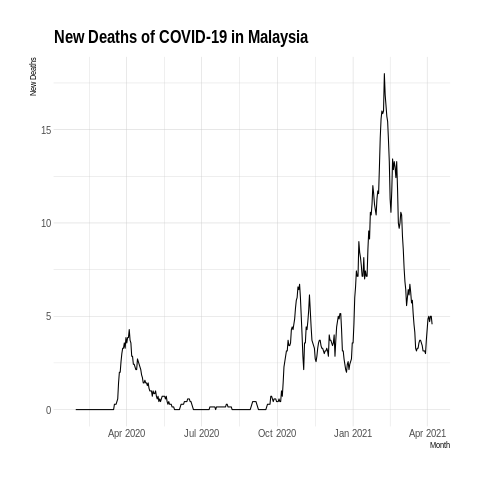 New Deaths of COVID-19 in Malaysia
New Deaths
15
10
5
0
Apr 2020 Jul 2020 Oct 2020 Jan 2021 Apr 2021
Month